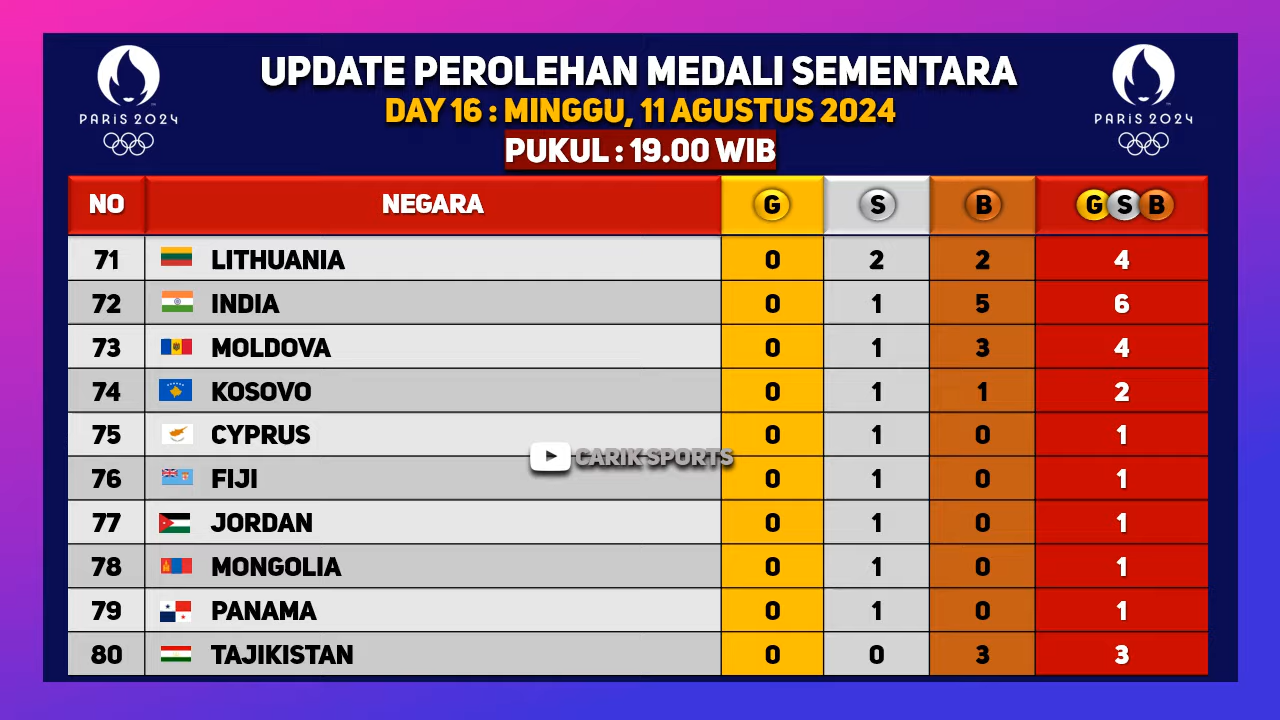 UPDATE PEROLEHAN MEDALI SEMENTARA
DAY 16 : MINGGU, 11 AGUSTUS 2024
PUKUL : 19.00 WIB
PARIS 2024
PARIS 2024
NO NEGARA G S B G S B
71 LITHUANIA 0 2 2 4
72 INDIA 0 1 5 6
73 MOLDOVA 0 1 3 4
74 KOSOVO 0 1 1 2
75 CYPRUS 0 1 0 1
CARIK SPORTS
76 FIJI 0 1 0 1
77 JORDAN 0 1 0 1
78 MONGOLIA 0 1 0 1
79 PANAMA 0 1 0 1
80 TAJIKISTAN 0 0 3 3